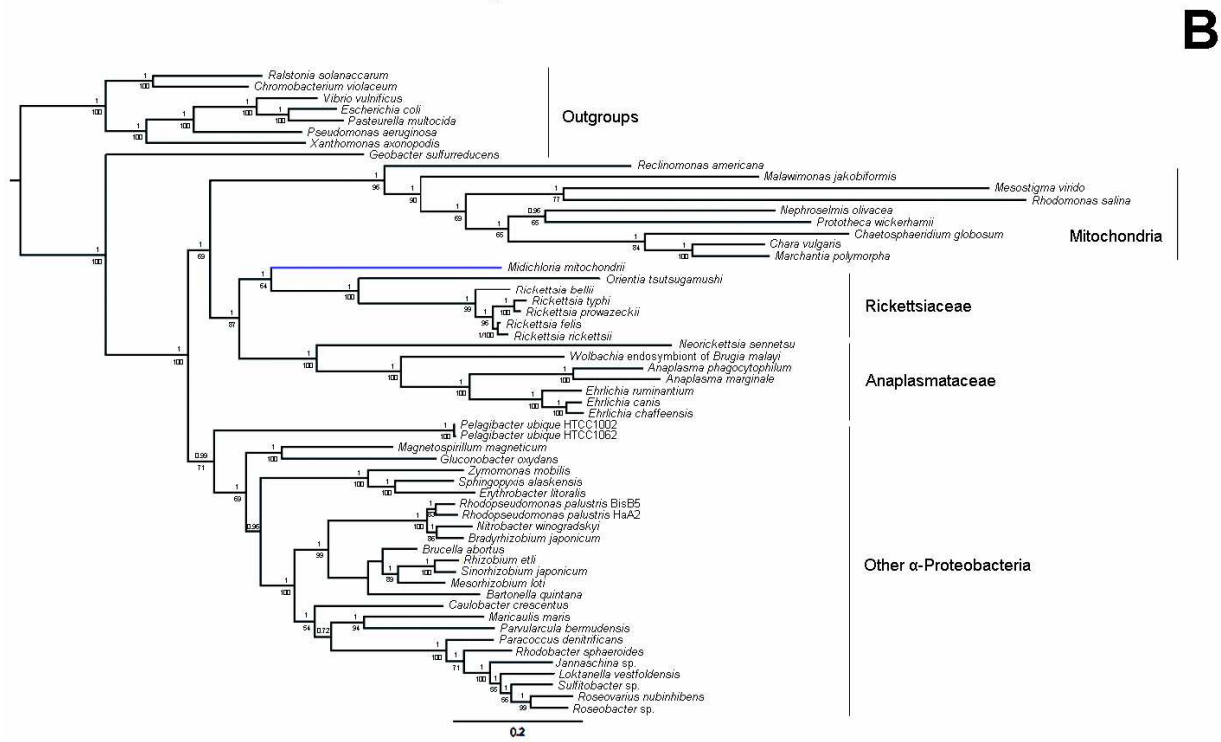 B
Ralstonia solanaccarum
Chromobacterium violaceum
Vibrio vulnificus
Escherichia coli
Pasteurella multocida
Pseudomonas aeruginosa
Xanthomonas axonopodis
Outgroups
Geobacter sulfurreducens
Reclinomonas americana
Malawimonas jakobiformis
Mesostigma virido
Rhodomonas salina
Nephroselmis olivacea
Prototheca wickerhamii
Chaetosphaeridium globosum
Chara vulgaris
Marchantia polymorpha
Mitochondria
Midichloria mitochondrii
Orientia tsutsugamushi
Rickettsia bellii
Rickettsia typhi
Rickettsia prowazeckii
Rickettsia felis
Rickettsia rickettsii
Rickettsiaceae
Neorickettsia sennetsu
Wolbachia endosymbiont of Brugia malayi
Anaplasma phagocytophilum
Anaplasma marginale
Ehrlichia ruminantium
Ehrlichia canis
Ehrlichia chaffeensis
Anaplasmataceae
Pelagibacter ubique HTCC1002
Pelagibacter ubique HTCC1062
Magnetospirillum magneticum
Gluconobacter oxydans
Zymomonas mobilis
Sphingopyxis alaskensis
Erythrobacter litoralis
Rhodopseudomonas palustris BisB5
Rhodopseudomonas palustris HaA2
Nitrobacter winogradskyi
Bradyrhizobium japonicum
Brucella abortus
Rhizobium etli
Sinorhizobium japonicum
Mesorhizobium loti
Bartonella quintana
Caulobacter crescentus
Maricaulis maris
Parvularcula bermudensis
Paracoccus denitrificans
Rhodobacter sphaeroides
Jannaschina sp.
Loktanella vestfoldensis
Sulfitobacter sp.
Roseovarius nubinhibens
Roseobacter sp.
Other α-Proteobacteria
0.2